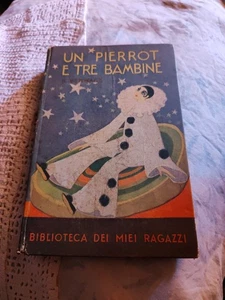 UN PIERROT
E TRE BAMBINE
BIBLIOTECA DEI MIEI RAGAZZI